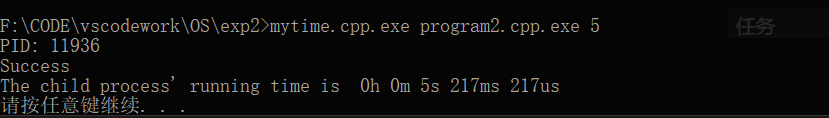 任务
F:\CODE\vscodework\OS\exp2>mytime.cpp.exe program2.cpp.exe 5
PID: 11936
Success
The child process' running time is  0h 0m 5s 217ms 217us
请按任意键继续. . .